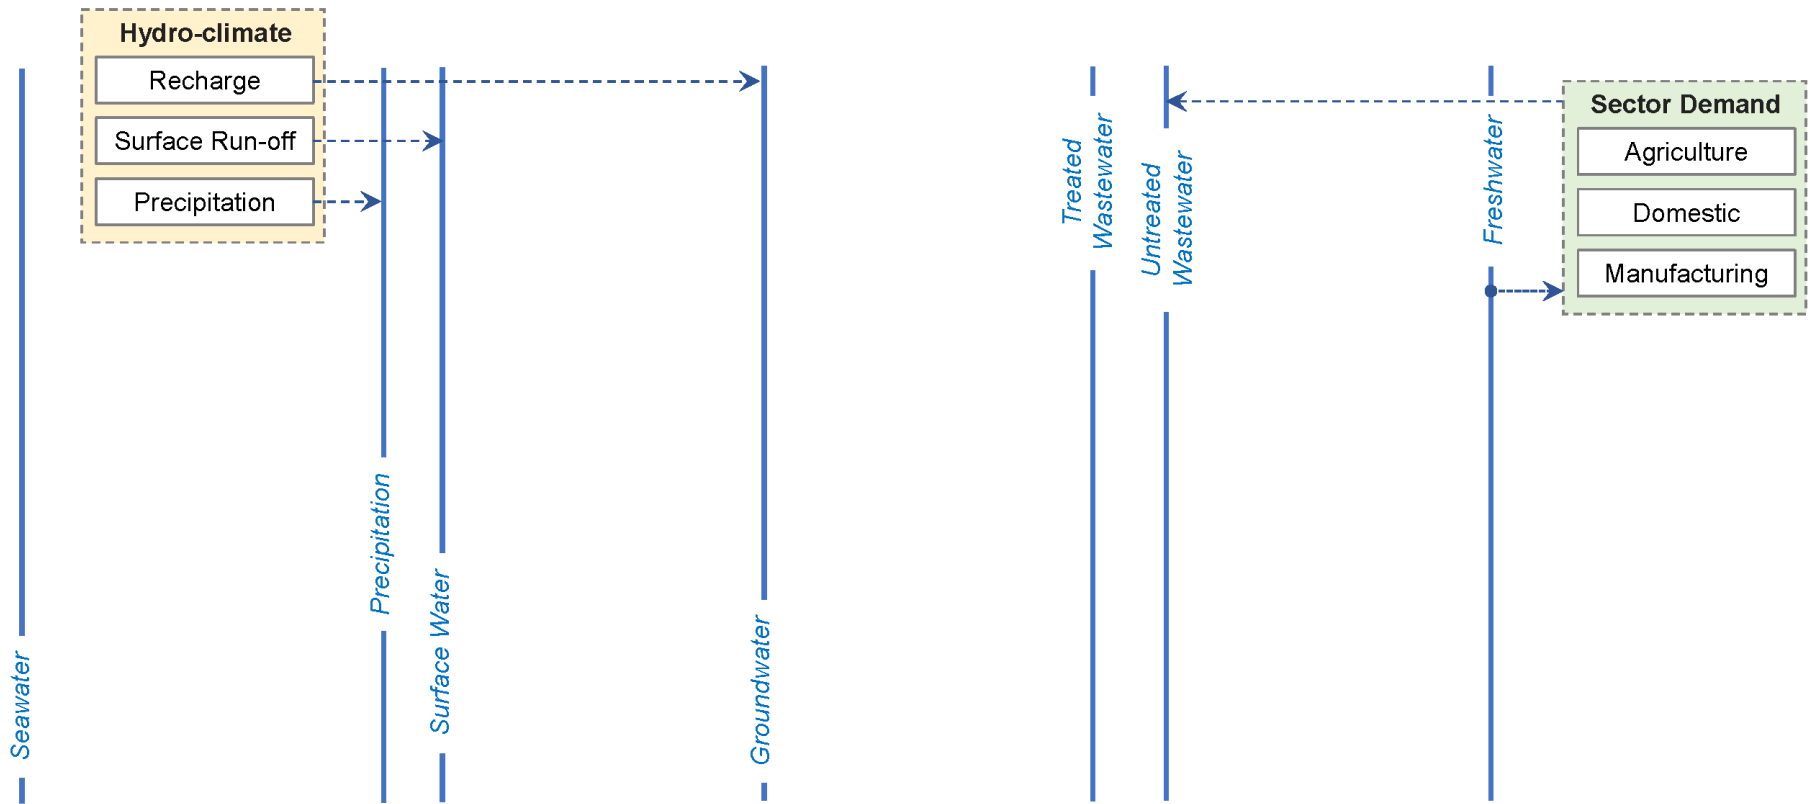 Hydro-climate
Recharge
Surface Run-off
Precipitation
Seawater
Precipitation
Surface Water
Groundwater
Treated
Wastewater
Untreated
Wastewater
Freshwater
Sector Demand
Agriculture
Domestic
Manufacturing